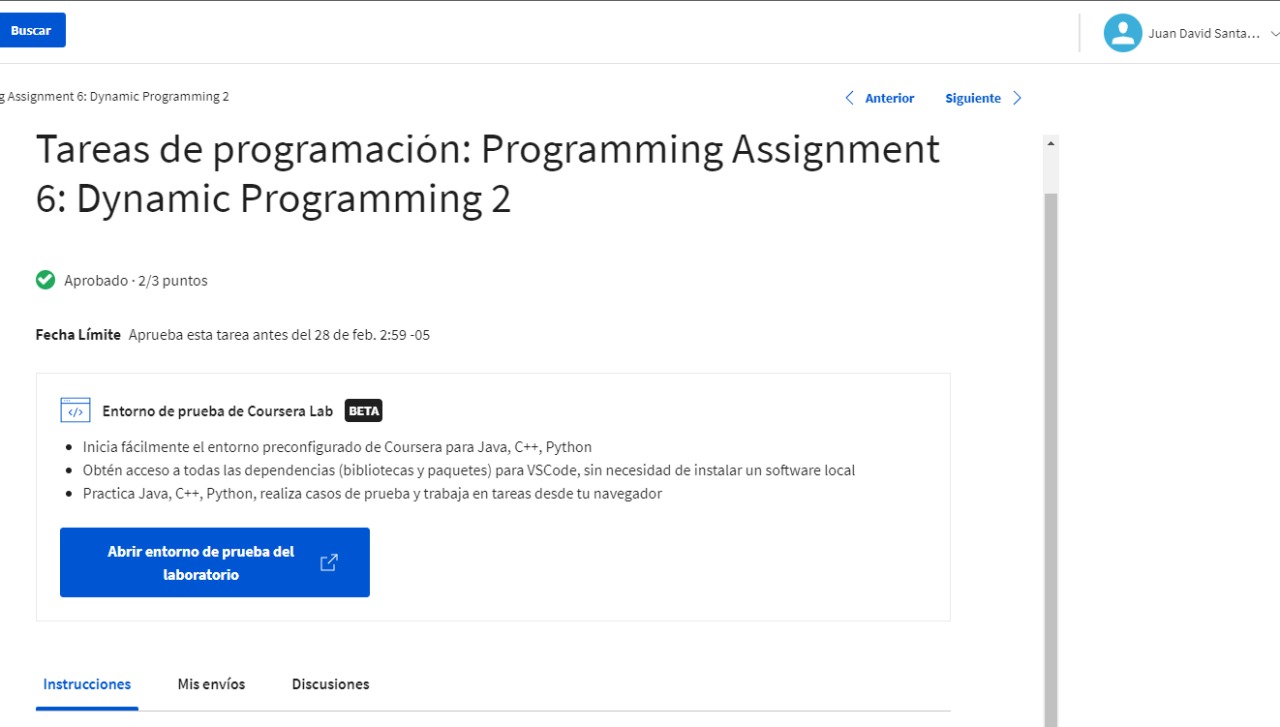 Buscar
Juan David Santa...
g Assignment 6: Dynamic Programming 2
Anterior
Siguiente
Tareas de programación: Programming Assignment
6: Dynamic Programming 2
Aprobado · 2/3 puntos
Fecha Límite Aprueba esta tarea antes del 28 de feb. 2:59 -05
</> Entorno de prueba de Coursera Lab BETA
• Inicia fácilmente el entorno preconfigurado de Coursera para Java, C++, Python
• Obtén acceso a todas las dependencias (bibliotecas y paquetes) para VSCode, sin necesidad de instalar un software local
• Practica Java, C++, Python, realiza casos de prueba y trabaja en tareas desde tu navegador
Abrir entorno de prueba del
laboratorio
Instrucciones
Mis envíos
Discusiones